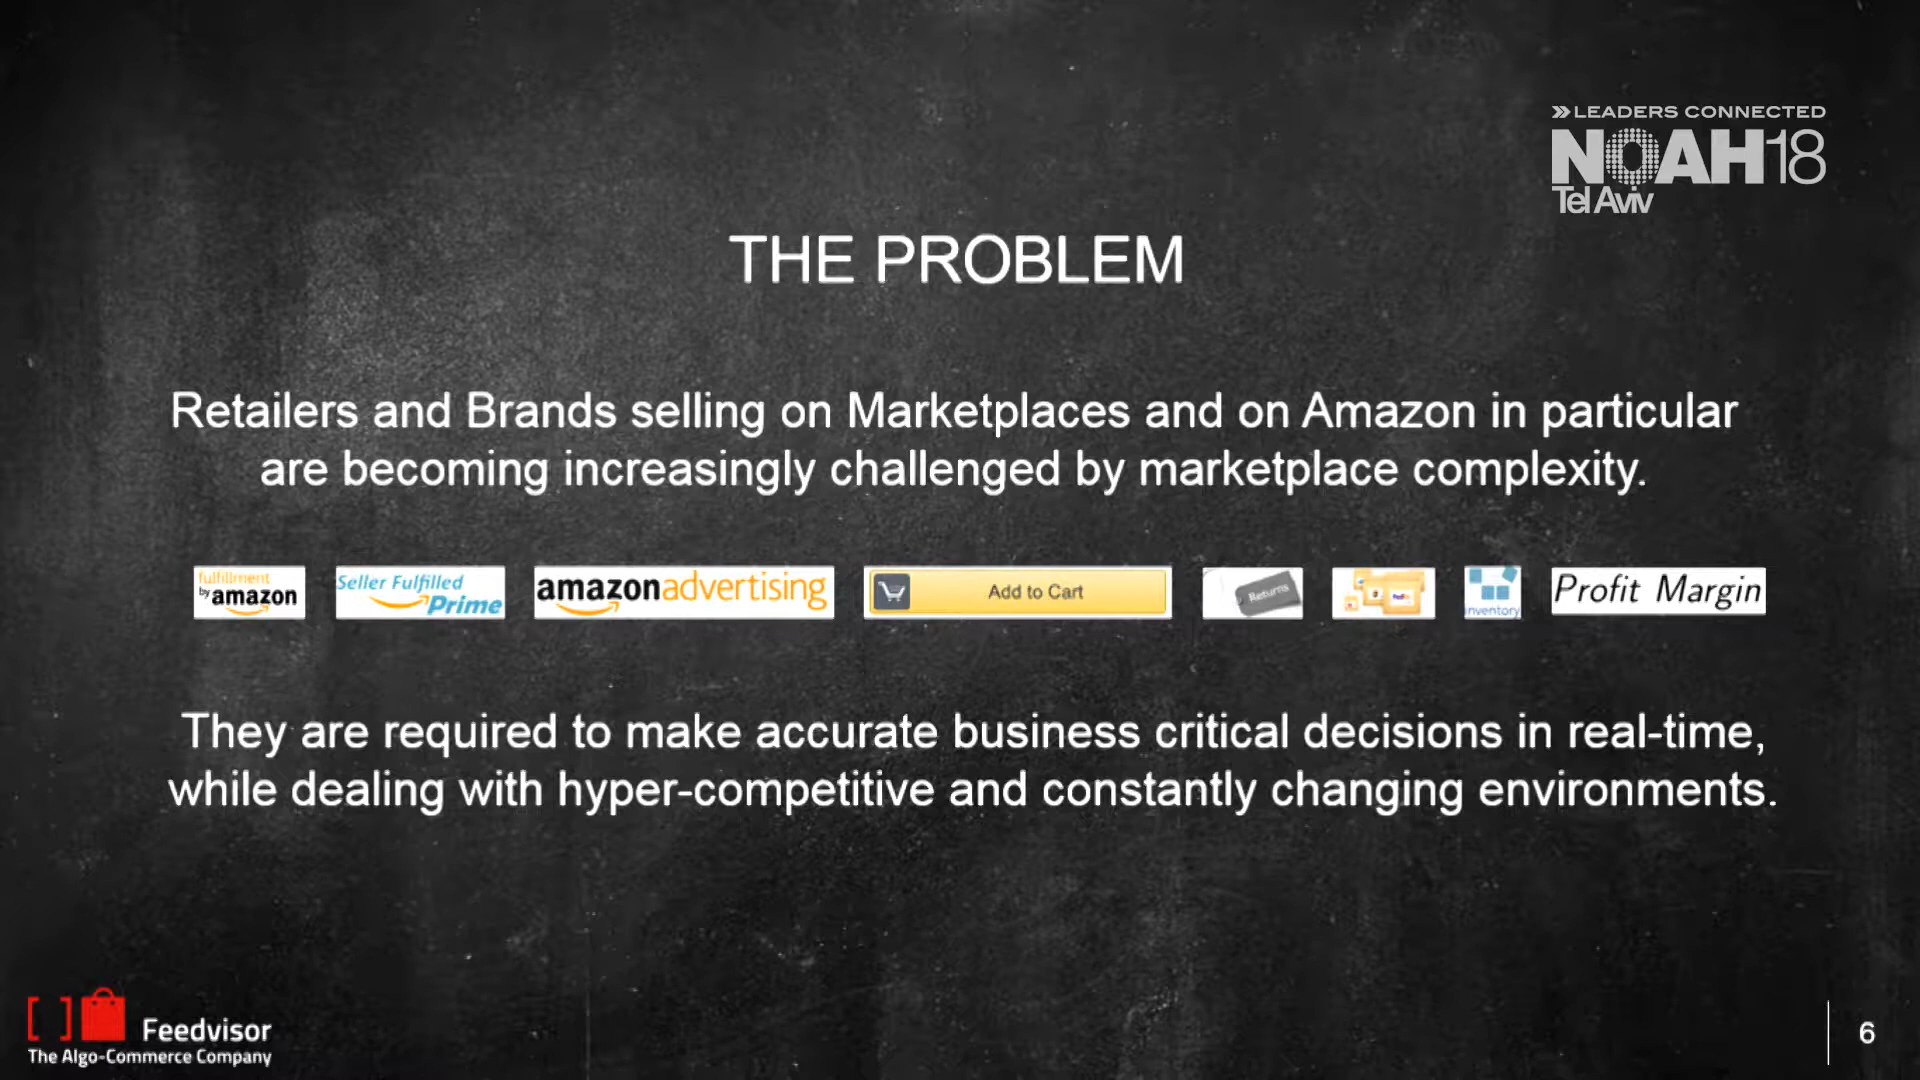 LEADERS CONNECTED
NOAH18
Tel Aviv
THE PROBLEM
Retailers and Brands selling on Marketplaces and on Amazon in particular
are becoming increasingly challenged by marketplace complexity.
fulfillment
by amazon
Seller Fulfilled
Prime
amazonadvertising
Add to Cart
Returns
FedEx
inventory
Profit Margin
They are required to make accurate business critical decisions in real-time,
while dealing with hyper-competitive and constantly changing environments.
Feedvisor
The Algo-Commerce Company
6